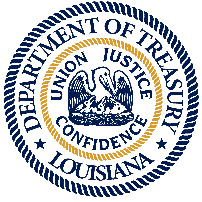 DEPARTMENT OF TREASURY
LOUISIANA
UNION JUSTICE
CONFIDENCE